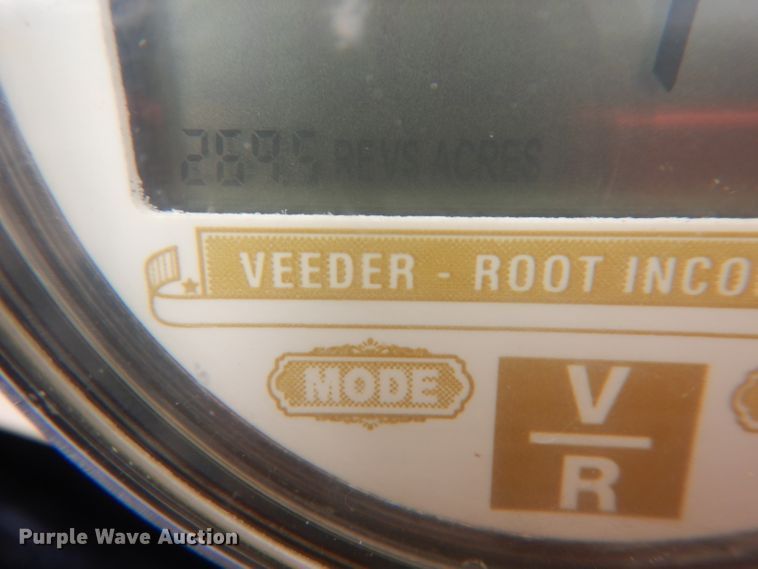 REVS ACRES
VEEDER - ROOT INCO
MODE
V
R
Purple Wave Auction